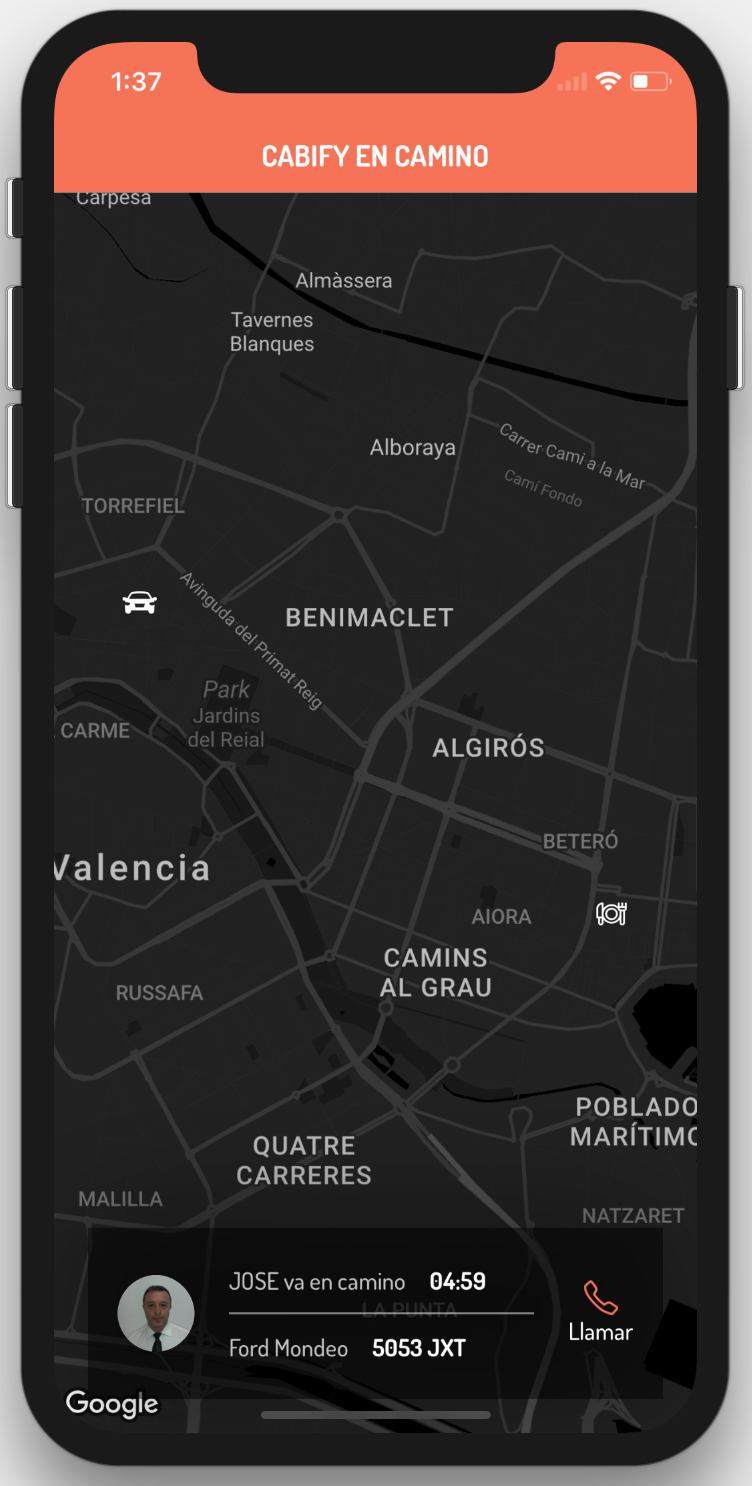 1:37
CABIFY EN CAMINO
Carpesa
Almàssera
Tavernes
Blanques
Alboraya
Carrer Camí a la Mar
Camí Fondo
TORREFIEL
Avinguda del Primat Reig
BENIMACLET
Park
Jardins
del Reial
CARME
ALGIRÓS
BETERÓ
Valencia
AIORA
CAMINS
AL GRAU
RUSSAFA
POBLADO
MARÍTIMO
QUATRE
CARRERES
MALILLA
NATZARET
JOSE va en camino 04:59
LA PUNTA
Ford Mondeo 5053 JXT
Llamar
Google